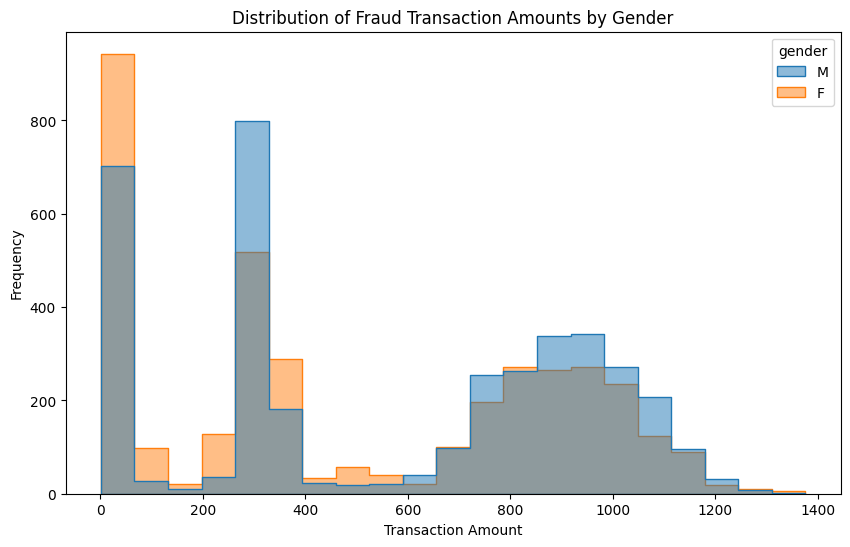 Distribution of Fraud Transaction Amounts by Gender
gender
M
F
Frequency
800
600
400
200
0
0
200
400
600
800
1000
1200
1400
Transaction Amount